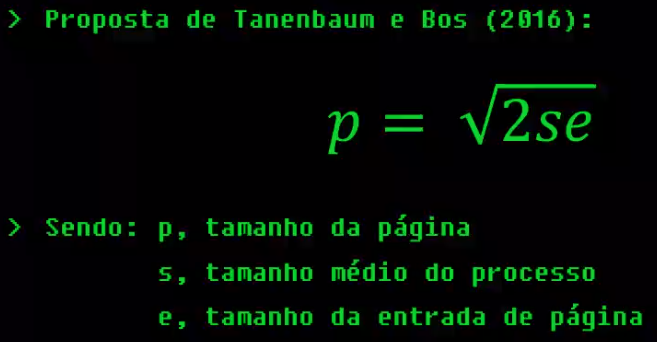 > Proposta de Tanenbaum e Bos (2016):
p = √2se
> Sendo: p, tamanho da página
s, tamanho médio do processo
e, tamanho da entrada de página